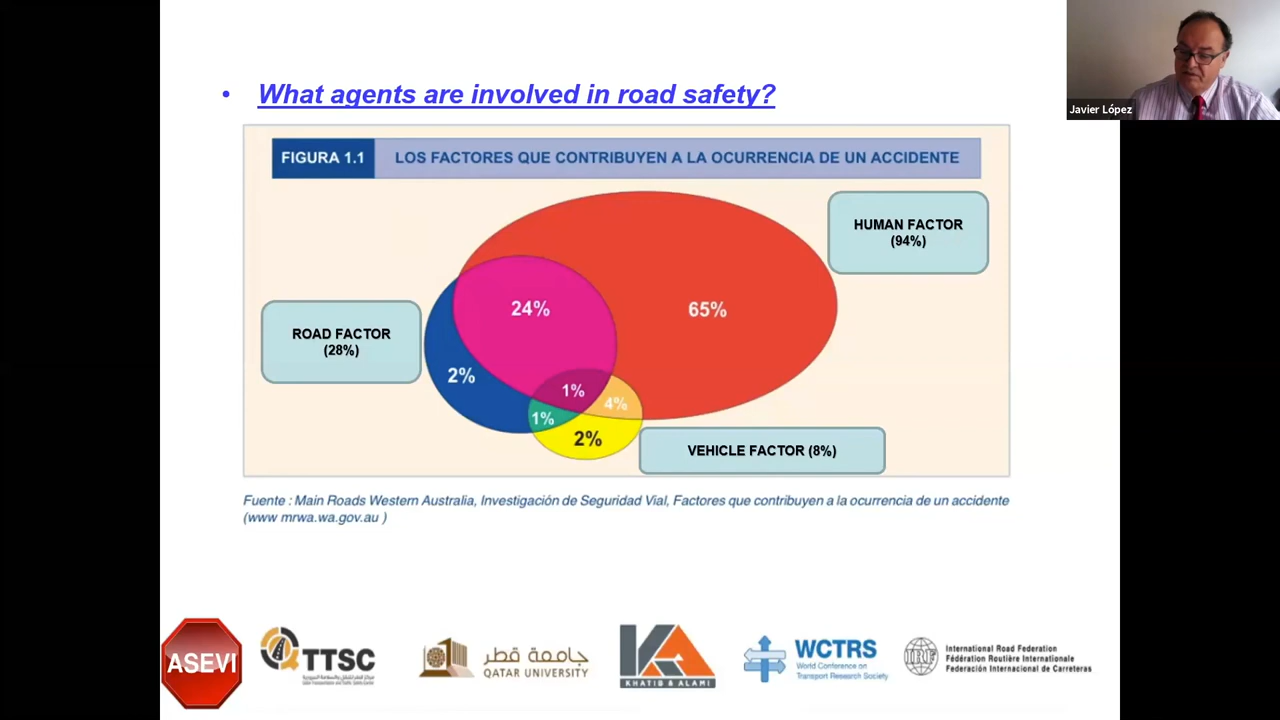 Javier López
• What agents are involved in road safety?
FIGURA 1.1 LOS FACTORES QUE CONTRIBUYEN A LA OCURRENCIA DE UN ACCIDENTE
HUMAN FACTOR
(94%)
24%
65%
ROAD FACTOR
(28%)
2%
1%
4%
1%
2%
VEHICLE FACTOR (8%)
Fuente : Main Roads Western Australia, Investigación de Seguridad Vial, Factores que contribuyen a la ocurrencia de un accidente
(www mrwa.wa.gov.au )
ASEVI
TTSC
جامعة قطر
QATAR UNIVERSITY
KHATIB & ALAMI
WCTRS
World Conference on
Transport Research Society
IRF
International Road Federation
Fédération Routière Internationale
Federación Internacional de Carreteras